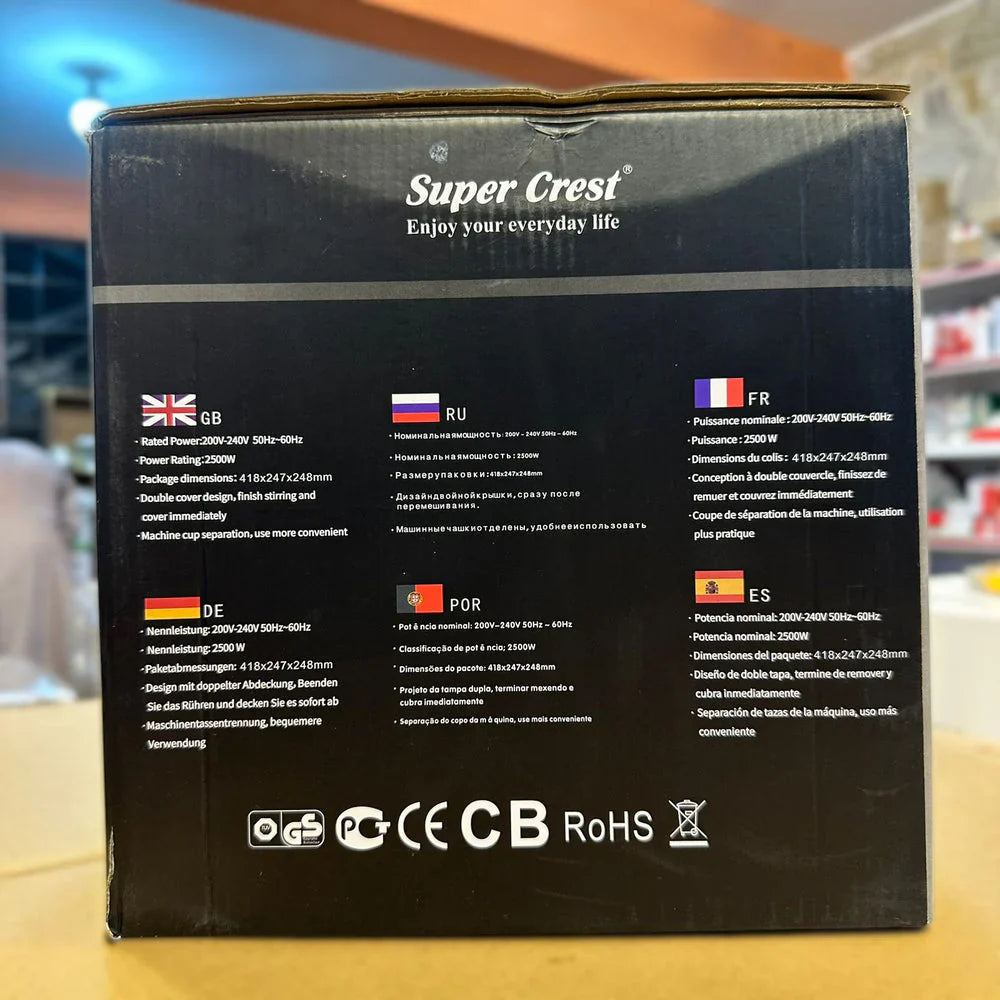 Super Crest®
Enjoy your everyday life
GB
· Rated Power:200V-240V 50Hz~60Hz
· Power Rating:2500W
· Package dimensions: 418x247x248mm
· Double cover design, finish stirring and
cover immediately
· Machine cup separation, use more convenient
RU
· Номинальнаямощность: 200V - 240V 50Hz ~ 60Hz
· Номинальнаямощность: 2500W
· Размерупаковки:418x247x248mm
· Дизайндвойнойкрышки, сразу после
перемешивания.
· Машинныечашкиотделены, удобнееиспользовать
FR
· Puissance nominale : 200V-240V 50Hz~60Hz
· Puissance : 2500 W
· Dimensions du colis : 418x247x248mm
· Conception à double couvercle, finissez de
remuer et couvrez immédiatement
· Coupe de séparation de la machine, utilisation
plus pratique
DE
· Nennleistung: 200V-240V 50Hz~60Hz
· Nennleistung: 2500 W
· Paketabmessungen: 418x247x248mm
· Design mit doppelter Abdeckung, Beenden
Sie das Rühren und decken Sie es sofort ab
· Maschinentassentrennung, bequemere
Verwendung
POR
· Pot ê ncia nominal: 200V-240V 50Hz ~ 60Hz
· Classificação de pot ê ncia; 2500W
· Dimensões do pacote: 418x247x248mm
· Projeto da tampa dupla, terminar mexendo e
cubra imediatamente
· Separação do copo da m á quina, use mais conveniente
ES
· Potencia nominal: 200V-240V 50Hz~60Hz
· Potencia nominal: 2500W
· Dimensiones del paquete: 418x247x248mm
· Diseño de doble tapa, termine de remover y
cubra inmediatamente
· Separación de tazas de la máquina, uso más
conveniente
GS PCT CE CB RoHS